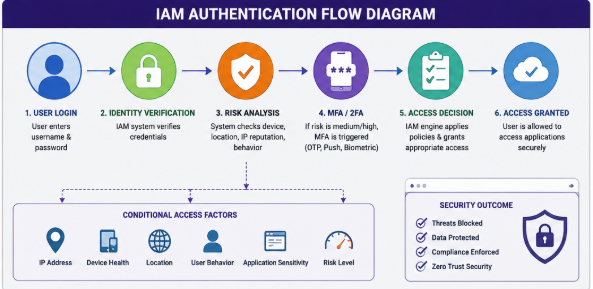 IAM AUTHENTICATION FLOW DIAGRAM
***
1. USER LOGIN
User enters
username &
password
2. IDENTITY VERIFICATION
IAM system verifies
credentials
3. RISK ANALYSIS
System checks device,
location, IP reputation,
behavior
4. MFA / 2FA
If risk is medium/high,
MFA is triggered
(OTP, Push, Biometric)
5. ACCESS DECISION
IAM engine applies
policies & grants
appropriate access
6. ACCESS GRANTED
User is allowed to
access applications
securely
CONDITIONAL ACCESS FACTORS
IP Address
Device Health
Location
User Behavior
Application Sensitivity
Risk Level
SECURITY OUTCOME
Threats Blocked
Data Protected
Compliance Enforced
Zero Trust Security